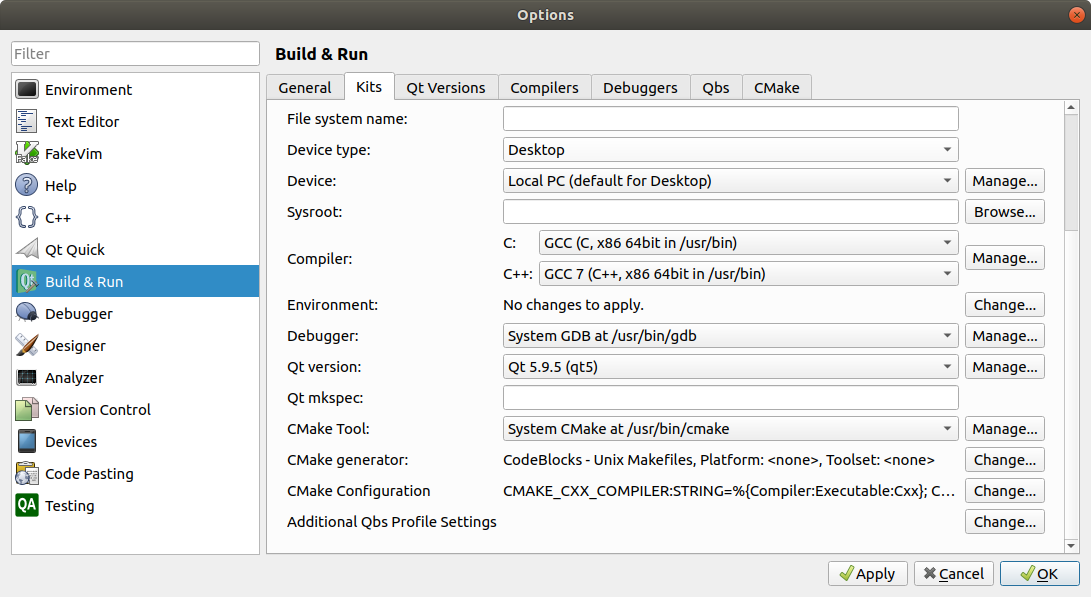 Options
Filter
Environment
Text Editor
FakeVim
Help
C++
Qt Quick
Build & Run
Debugger
Designer
Analyzer
Version Control
Devices
Code Pasting
QA Testing
Build & Run
General Kits Qt Versions Compilers Debuggers Qbs CMake
File system name:
Device type: Desktop
Device: Local PC (default for Desktop) Manage...
Sysroot: Browse...
Compiler: C: GCC (C, x86 64bit in /usr/bin) Manage...
C++: GCC 7 (C++, x86 64bit in /usr/bin)
Environment: No changes to apply. Change...
Debugger: System GDB at /usr/bin/gdb Manage...
Qt version: Qt 5.9.5 (qt5) Manage...
Qt mkspec:
CMake Tool: System CMake at /usr/bin/cmake Manage...
CMake generator: CodeBlocks - Unix Makefiles, Platform: <none>, Toolset: <none> Change...
CMake Configuration CMAKE_CXX_COMPILER:STRING=%{Compiler:Executable:Cxx}; C... Change...
Additional Qbs Profile Settings Change...
Apply Cancel OK